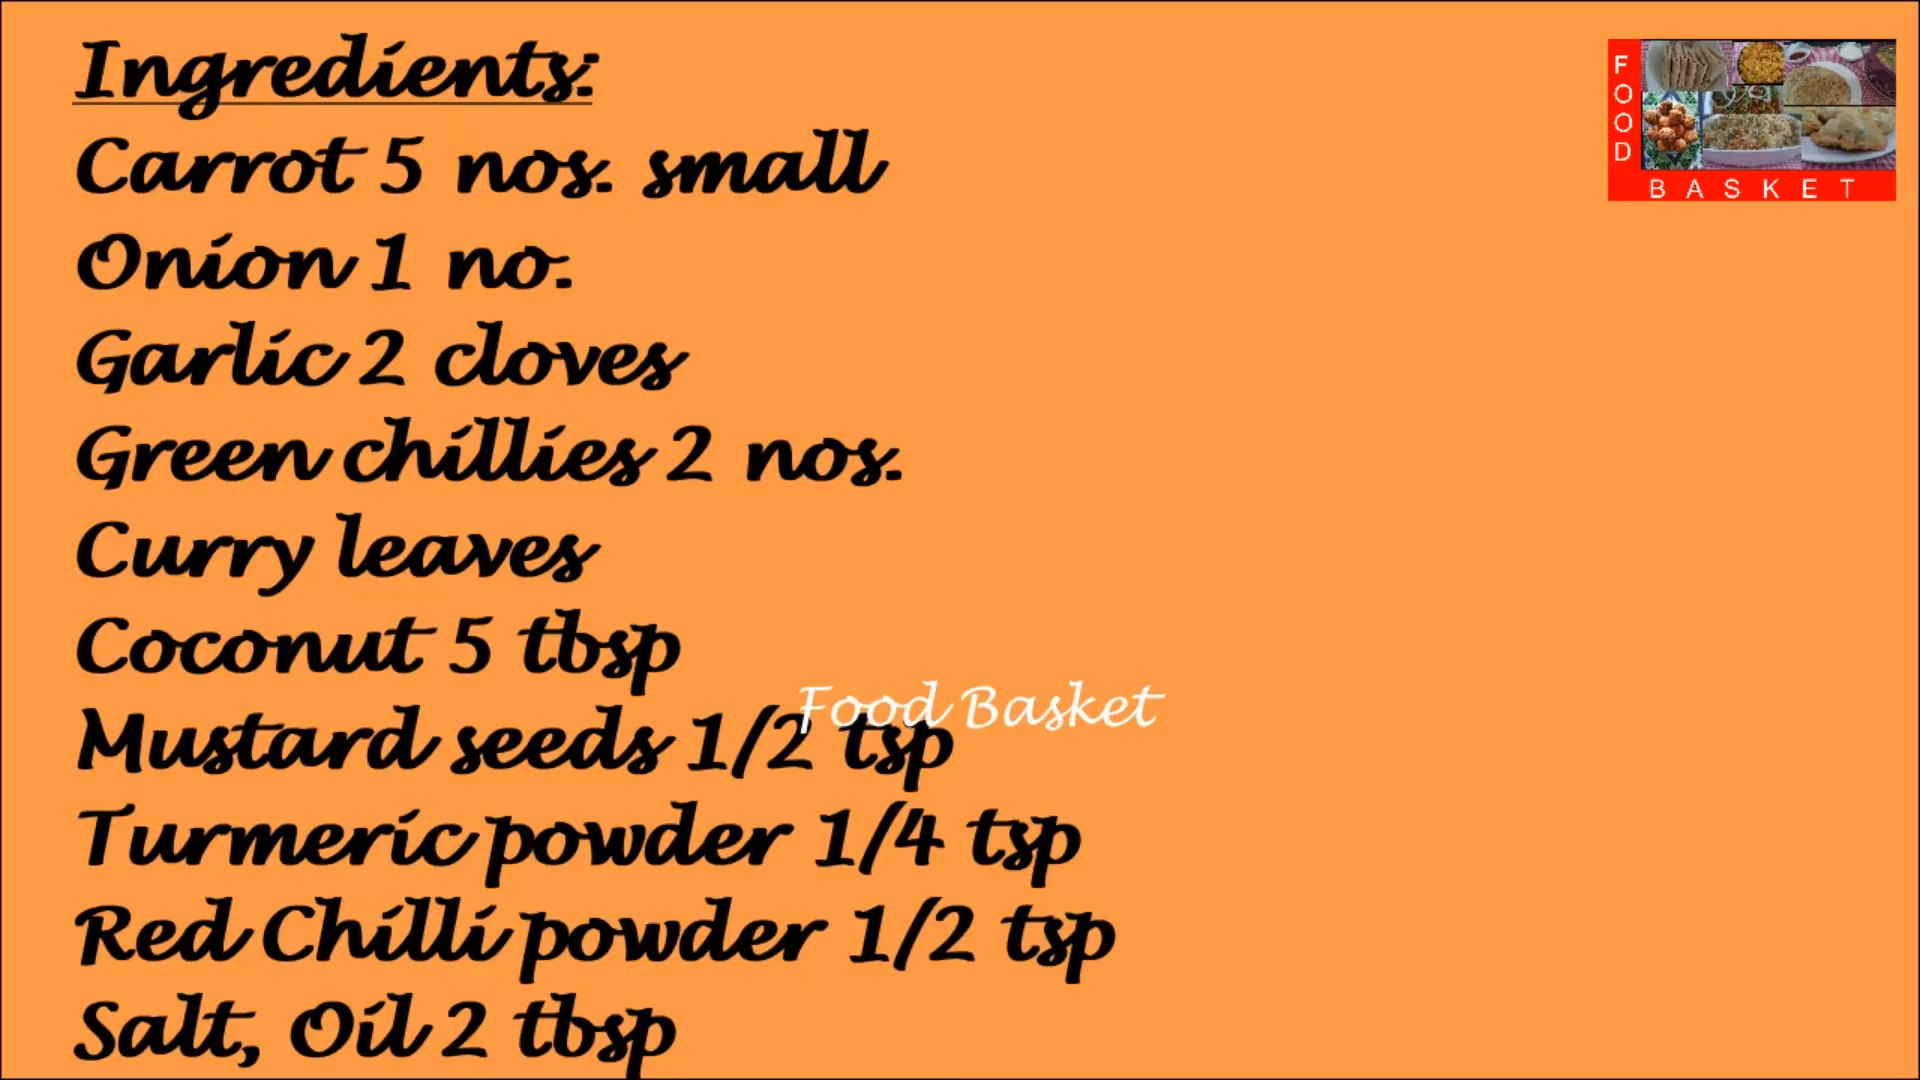 Ingredients:
Carrot 5 nos. small
Onion 1 no.
Garlic 2 cloves
Green chillies 2 nos.
Curry leaves
Coconut 5 tbsp
Mustard seeds 1/2 tsp
Turmeric powder 1/4 tsp
Red Chilli powder 1/2 tsp
Salt, Oil 2 tbsp
Food Basket
FOOD
BASKET